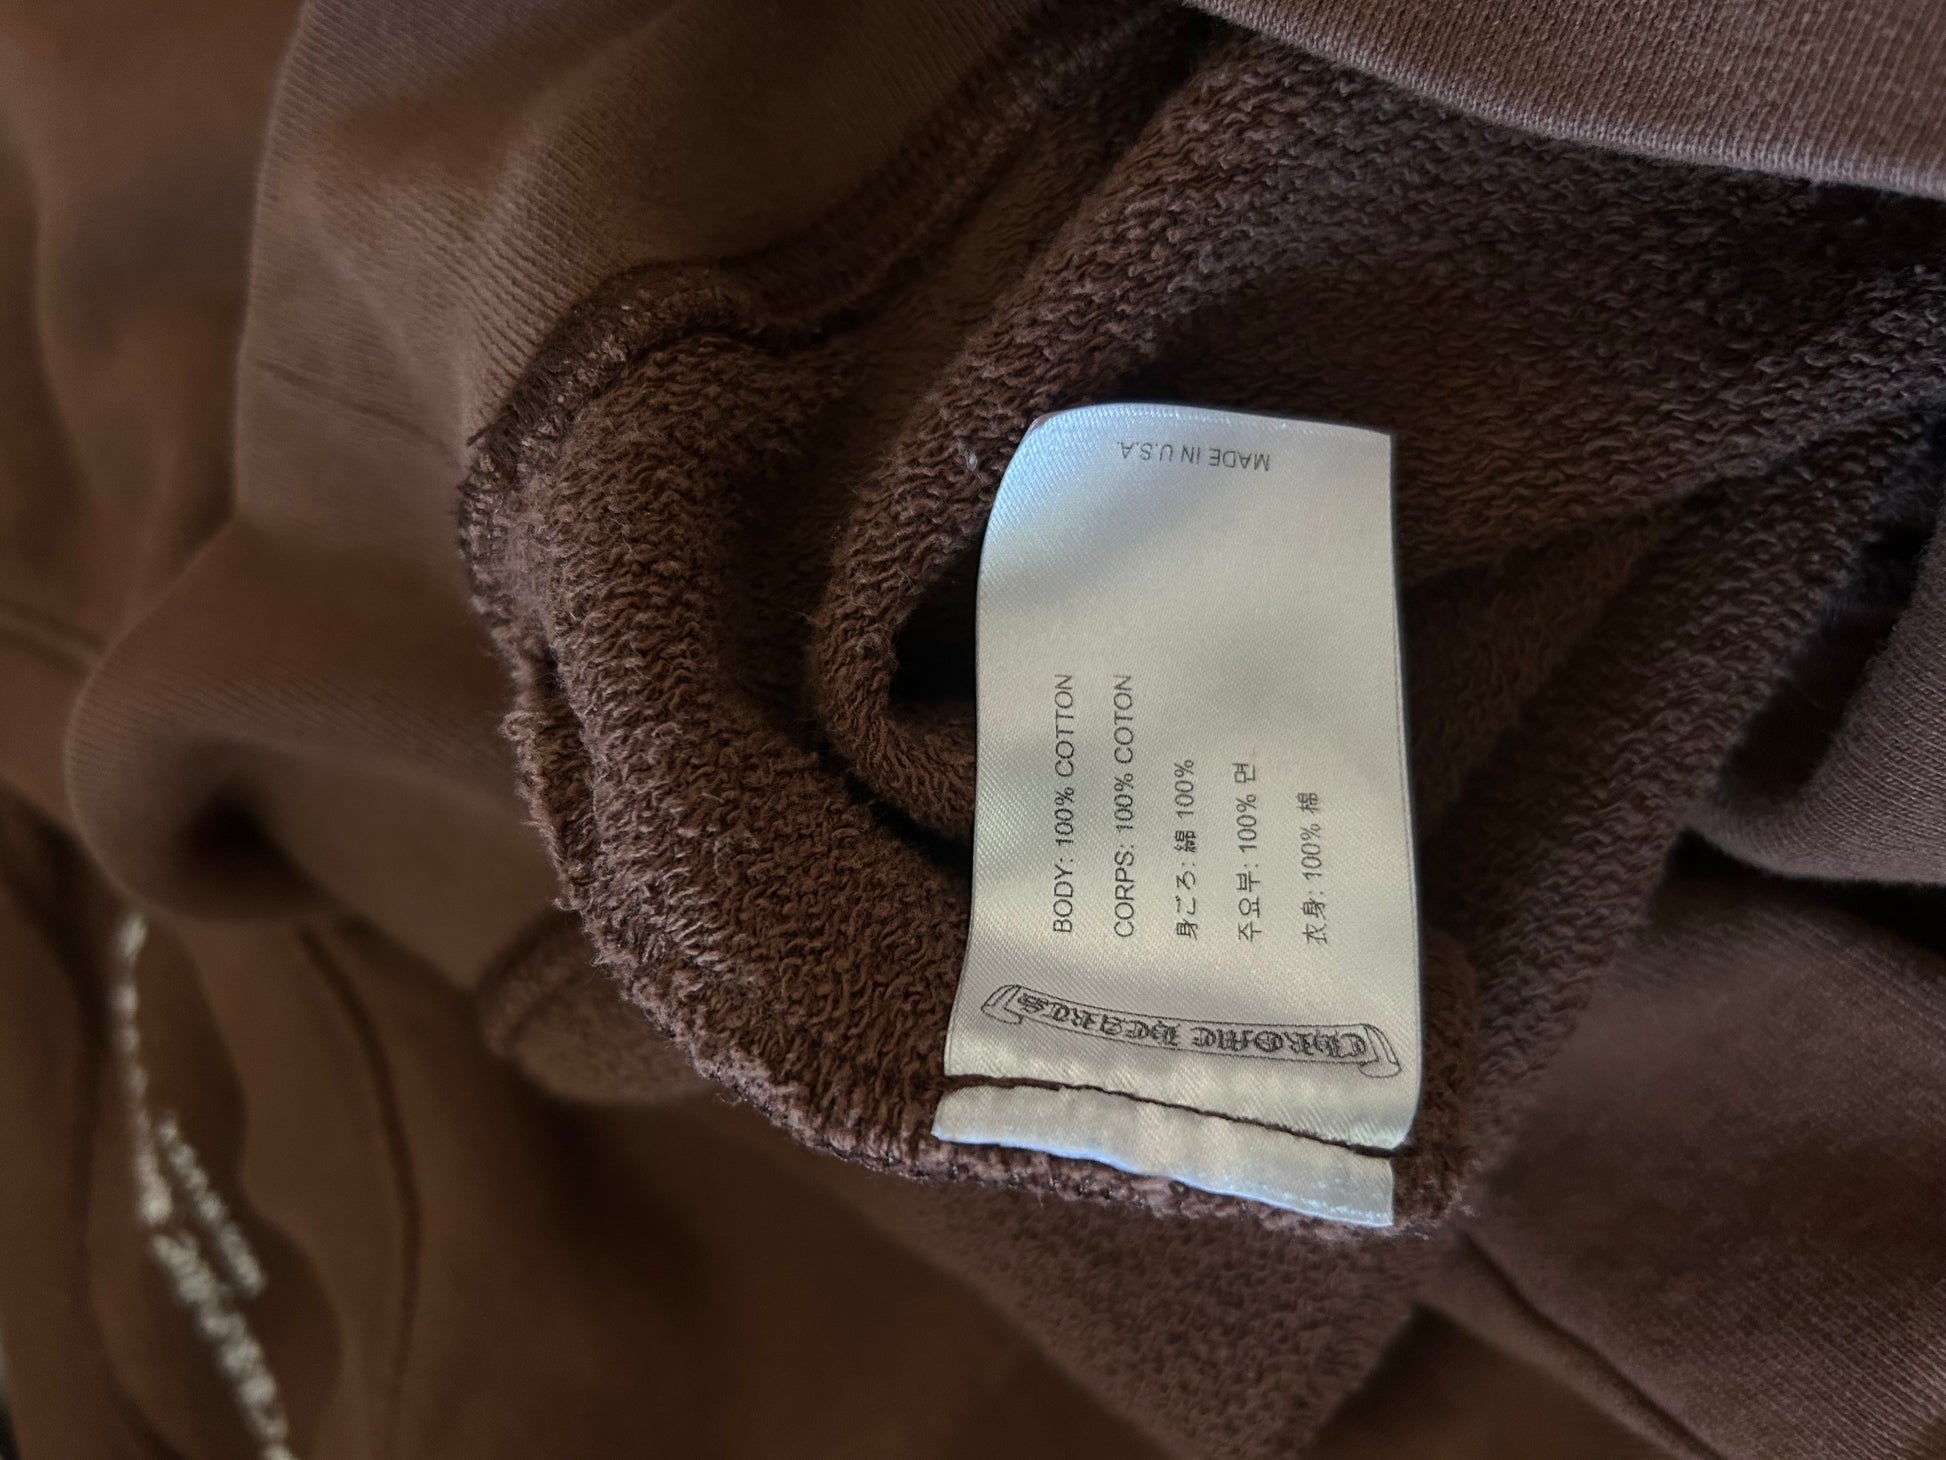 CHROME HEARTS
BODY: 100% COTTON
CORPS: 100% COTON
身ごろ: 綿 100%
주요부: 100% 면
衣身: 100% 棉
MADE IN U.S.A.